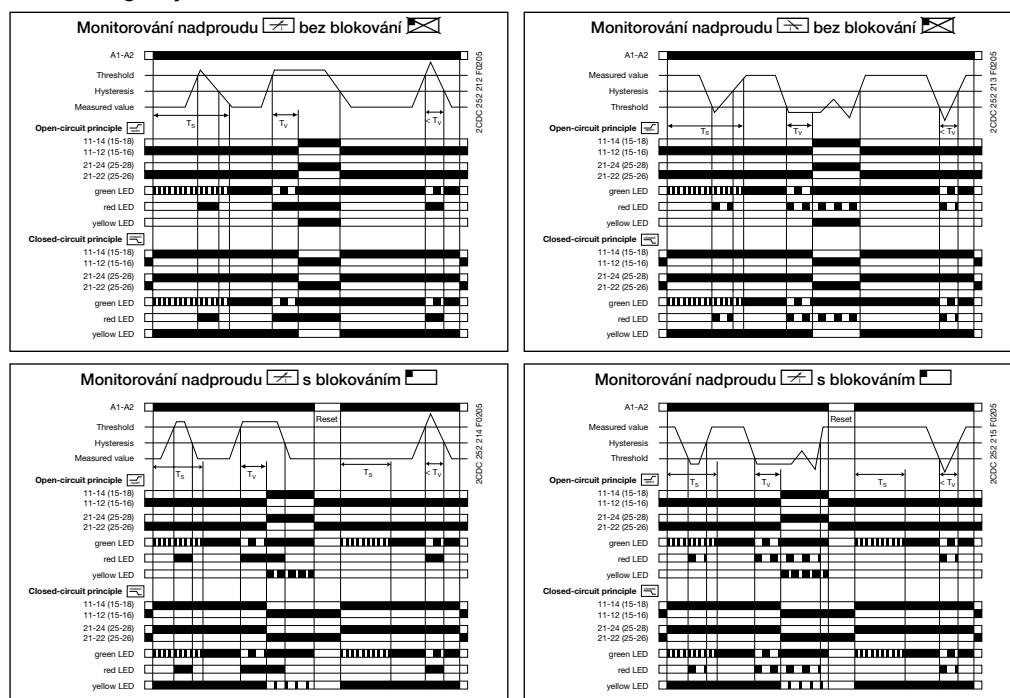 Monitorování nadproudu bez blokování
A1-A2
Threshold
Hysteresis
Measured value
TS
TV
< TV
Open-circuit principle
11-14 (15-18)
11-12 (15-16)
21-24 (25-28)
21-22 (25-26)
green LED
red LED
yellow LED
Closed-circuit principle
11-14 (15-18)
11-12 (15-16)
21-24 (25-28)
21-22 (25-26)
green LED
red LED
yellow LED
2CDC 252 212 F0205
Monitorování nadproudu bez blokování
A1-A2
Measured value
Hysteresis
Threshold
TS
TV
< TV
Open-circuit principle
11-14 (15-18)
11-12 (15-16)
21-24 (25-28)
21-22 (25-26)
green LED
red LED
yellow LED
Closed-circuit principle
11-14 (15-18)
11-12 (15-16)
21-24 (25-28)
21-22 (25-26)
green LED
red LED
yellow LED
2CDC 252 213 F0205
Monitorování nadproudu s blokováním
A1-A2
Reset
Threshold
Hysteresis
Measured value
TS
TV
TS
< TV
Open-circuit principle
11-14 (15-18)
11-12 (15-16)
21-24 (25-28)
21-22 (25-26)
green LED
red LED
yellow LED
Closed-circuit principle
11-14 (15-18)
11-12 (15-16)
21-24 (25-28)
21-22 (25-26)
green LED
red LED
yellow LED
2CDC 252 214 F0205
Monitorování nadproudu s blokováním
A1-A2
Reset
Measured value
Hysteresis
Threshold
TS
TV
TS
< TV
Open-circuit principle
11-14 (15-18)
11-12 (15-16)
21-24 (25-28)
21-22 (25-26)
green LED
red LED
yellow LED
Closed-circuit principle
11-14 (15-18)
11-12 (15-16)
21-24 (25-28)
21-22 (25-26)
green LED
red LED
yellow LED
2CDC 252 215 F0205